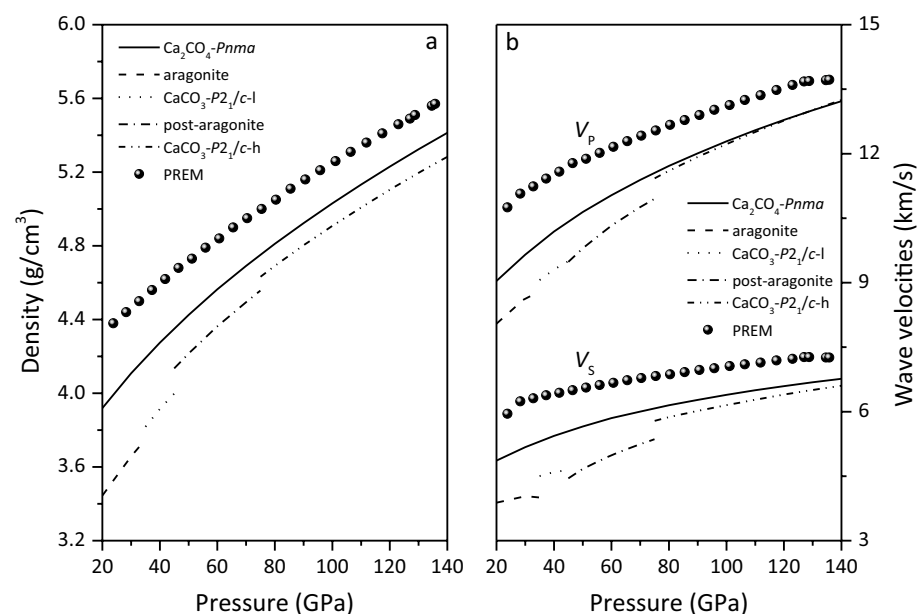 a
Ca₂CO₄-Pnma
aragonite
CaCO₃-P2₁/c-l
post-aragonite
CaCO₃-P2₁/c-h
PREM
6.0
5.6
5.2
4.8
4.4
4.0
3.6
3.2
Density (g/cm³)
20 40 60 80 100 120 140
Pressure (GPa)
b
V_P
Ca₂CO₄-Pnma
aragonite
CaCO₃-P2₁/c-l
post-aragonite
CaCO₃-P2₁/c-h
PREM
V_S
15
12
9
6
3
Wave velocities (km/s)
20 40 60 80 100 120 140
Pressure (GPa)